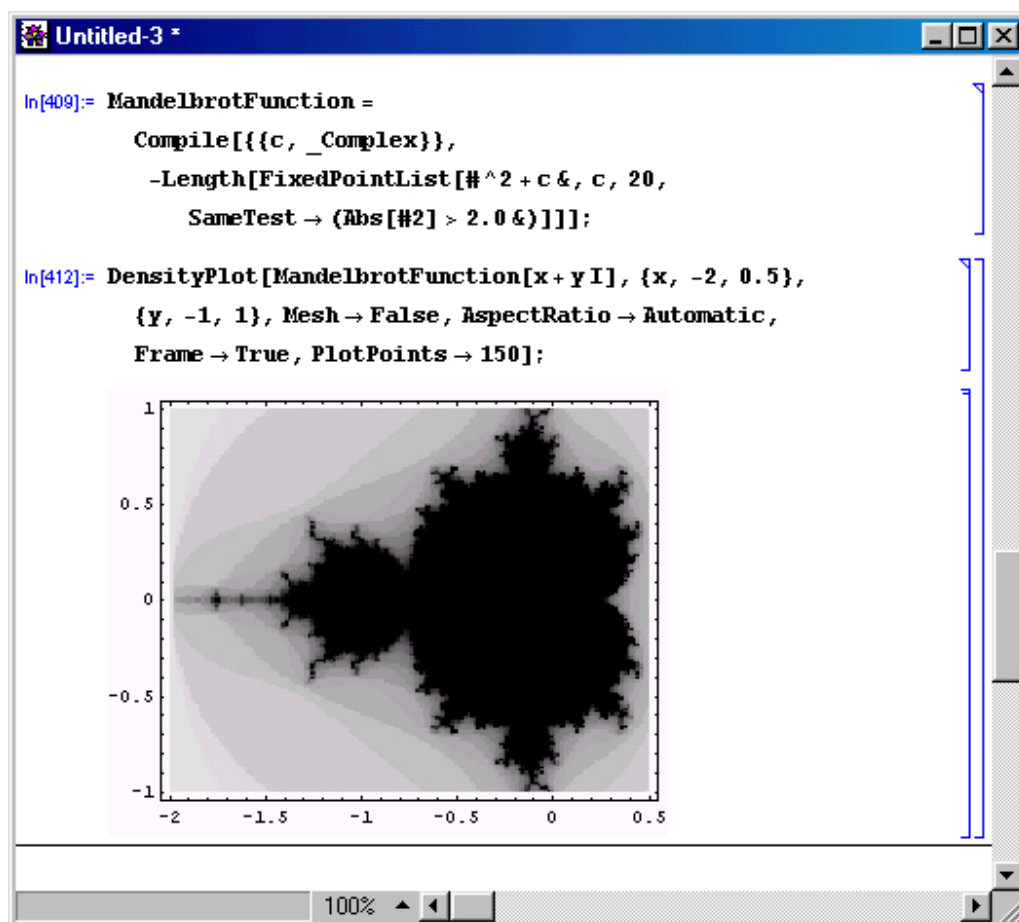 Untitled-3 *
In[409]:= MandelbrotFunction =
Compile[{{c, _Complex}},
-Length[FixedPointList[#^2 + c &, c, 20,
SameTest → (Abs[#2] > 2.0 &)]]];
In[412]:= DensityPlot[MandelbrotFunction[x + y I], {x, -2, 0.5},
{y, -1, 1}, Mesh → False, AspectRatio → Automatic,
Frame → True, PlotPoints → 150];
1
0.5
0
-0.5
-1
-2 -1.5 -1 -0.5 0 0.5
100%